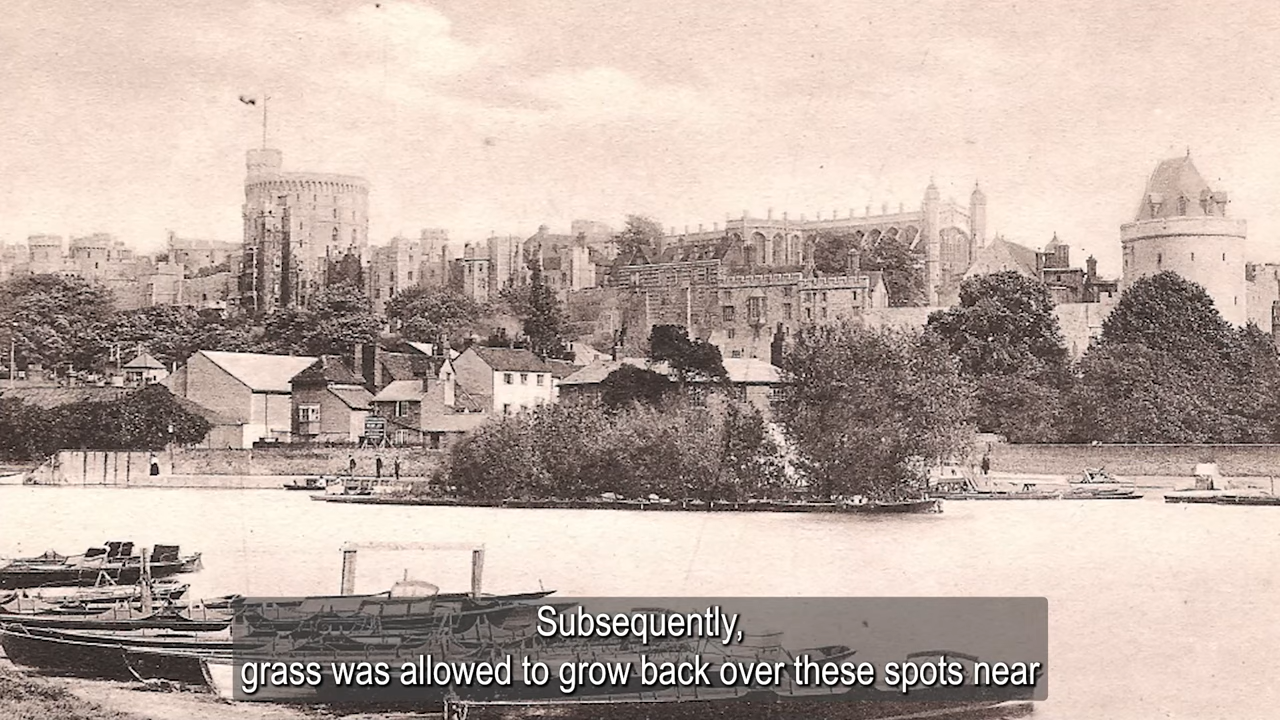 Subsequently,
grass was allowed to grow back over these spots near